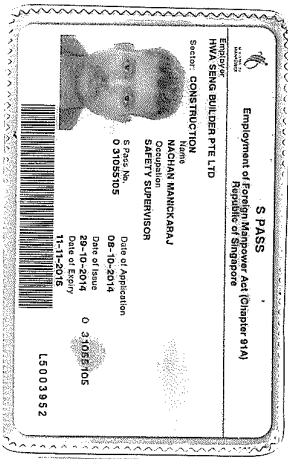 S PASS
Employment of Foreign Manpower Act (Chapter 91A)
Republic of Singapore
Employer
HWA SENG BUILDER PTE LTD
Sector: CONSTRUCTION
Name
NACHAN MANICKARAJ
Occupation
SAFETY SUPERVISOR
S Pass No.
0 31055105
Date of Application
08-10-2014
Date of Issue
29-10-2014
Date of Expiry
11-11-2016
0 31055105
L5003952